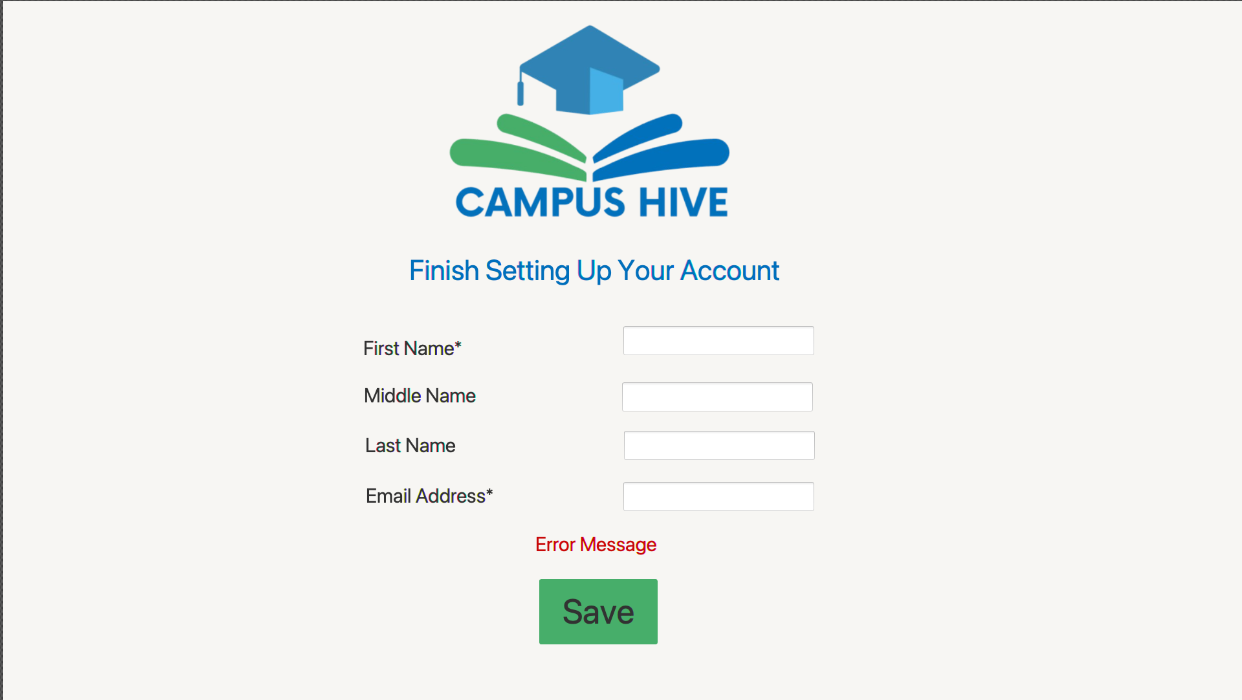 CAMPUS HIVE
Finish Setting Up Your Account
First Name*
Middle Name
Last Name
Email Address*
Error Message
Save